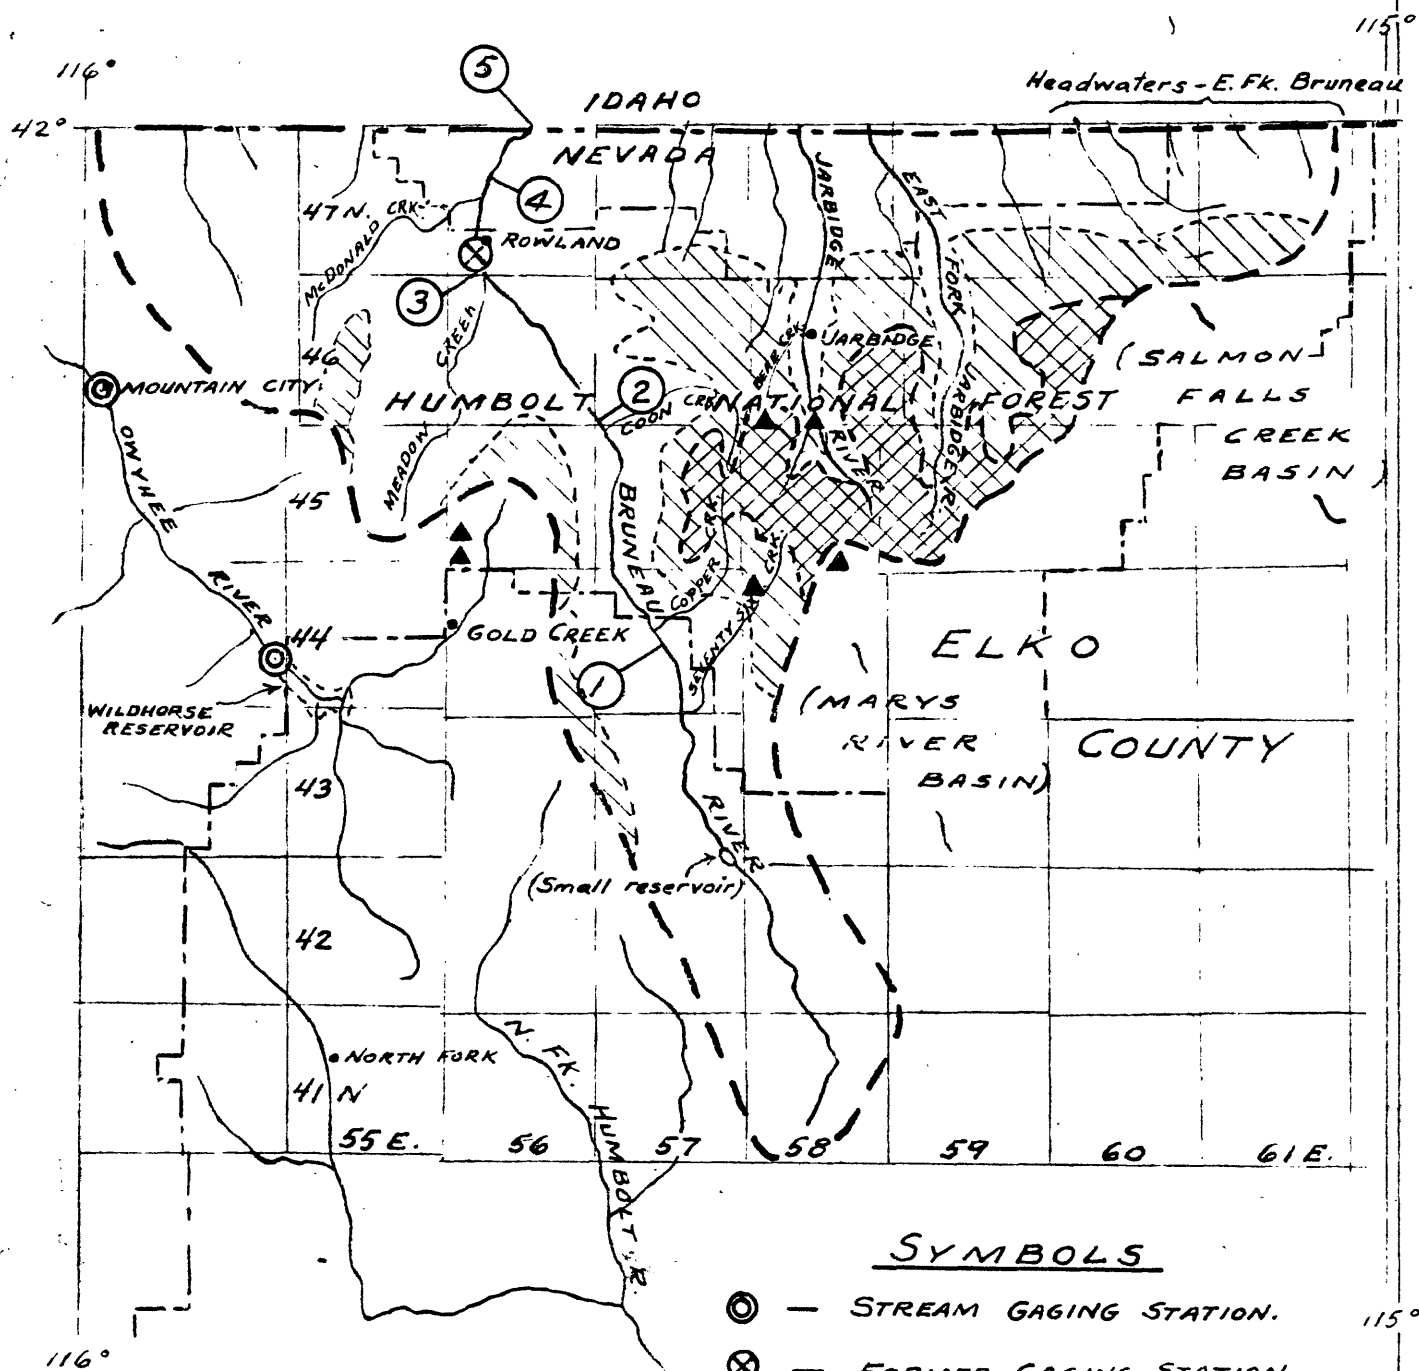 115°
116°
5
Headwaters - E. Fk. Bruneau
IDAHO
42°
NEVADA
JARBIDGE
EAST
4
47 N.
CRK.
McDONALD
ROWLAND
FORK
3
CREEK
46
BEAR CRK.
JARBIDGE
(SALMON
MOUNTAIN CITY
2
JARBIDGE R.
HUMBOLT
NATIONAL
FOREST
FALLS
COON CRK.
CREEK
RIVER
BASIN)
OWYHEE
MEADOW
45
BRUNEAU
CRK.
CRK.
COPPER
RIVER
44
GOLD CREEK
SEVENTY SIX
ELKO
1
(MARYS
WILDHORSE
RESERVOIR
RIVER
COUNTY
BASIN)
43
RIVER
(Small reservoir)
42
N. FK.
NORTH FORK
41 N
HUMBOLT R.
55 E.
56
57
58
59
60
61 E.
SYMBOLS
— STREAM GAGING STATION.
115°
116°
— FORMER GAGING STATION